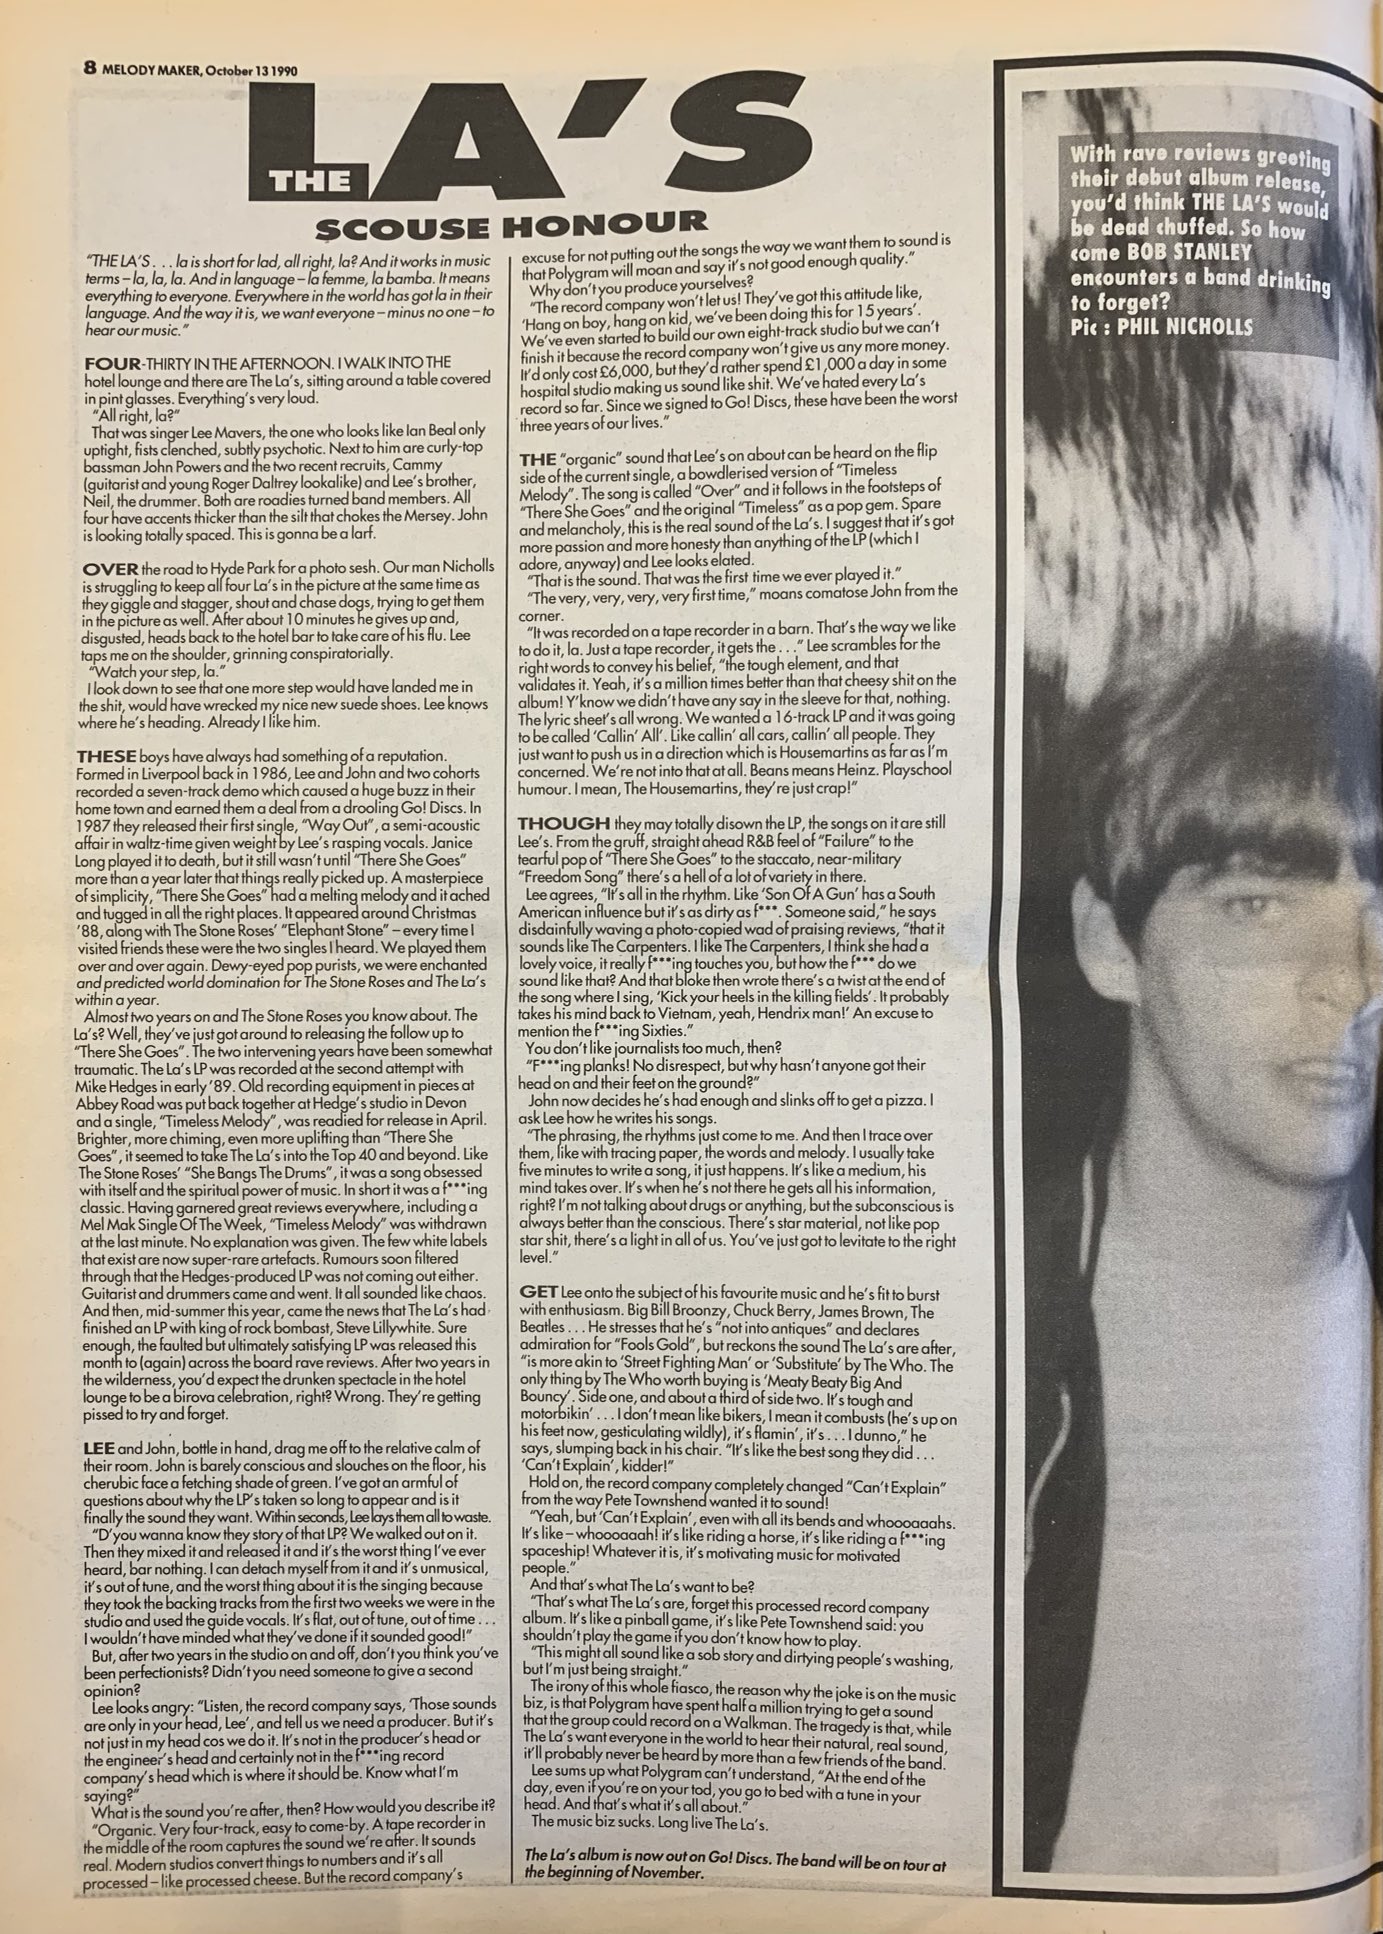 8 MELODY MAKER, October 13 1990
THE LA'S
SCOUSE HONOUR
"THE LA'S . . . la is short for lad, all right, la? And it works in music
terms – la, la, la. And in language – la femme, la bamba. It means
everything to everyone. Everywhere in the world has got la in their
language. And the way it is, we want everyone – minus no one – to
hear our music."
FOUR-THIRTY IN THE AFTERNOON. I WALK INTO THE
hotel lounge and there are The La's, sitting around a table covered
in pint glasses. Everything's very loud.
"All right, la?"
That was singer Lee Mavers, the one who looks like Ian Beal only
uptight, fists clenched, subtly psychotic. Next to him are curly-top
bassman John Powers and the two recent recruits, Cammy
(guitarist and young Roger Daltrey lookalike) and Lee's brother,
Neil, the drummer. Both are roadies turned band members. All
four have accents thicker than the silt that chokes the Mersey. John
is looking totally spaced. This is gonna be a larf.
OVER the road to Hyde Park for a photo sesh. Our man Nicholls
is struggling to keep all four La's in the picture at the same time as
they giggle and stagger, shout and chase dogs, trying to get them
in the picture as well. After about 10 minutes he gives up and,
disgusted, heads back to the hotel bar to take care of his flu. Lee
taps me on the shoulder, grinning conspiratorially.
"Watch your step, la."
I look down to see that one more step would have landed me in
the shit, would have wrecked my nice new suede shoes. Lee knows
where he's heading. Already I like him.
THESE boys have always had something of a reputation.
Formed in Liverpool back in 1986, Lee and John and two cohorts
recorded a seven-track demo which caused a huge buzz in their
home town and earned them a deal from a drooling Go! Discs. In
1987 they released their first single, "Way Out", a semi-acoustic
affair in waltz-time given weight by Lee's rasping vocals. Janice
Long played it to death, but it still wasn't until "There She Goes"
more than a year later that things really picked up. A masterpiece
of simplicity, "There She Goes" had a melting melody and it ached
and tugged in all the right places. It appeared around Christmas
'88, along with The Stone Roses' "Elephant Stone" – every time I
visited friends these were the two singles I heard. We played them
over and over again. Dewy-eyed pop purists, we were enchanted
and predicted world domination for The Stone Roses and The La's
within a year.
Almost two years on and The Stone Roses you know about. The
La's? Well, they've just got around to releasing the follow up to
"There She Goes". The two intervening years have been somewhat
traumatic. The La's LP was recorded at the second attempt with
Mike Hedges in early '89. Old recording equipment in pieces at
Abbey Road was put back together at Hedge's studio in Devon
and a single, "Timeless Melody", was readied for release in April.
Brighter, more chiming, even more uplifting than "There She
Goes", it seemed to take The La's into the Top 40 and beyond. Like
The Stone Roses' "She Bangs The Drums", it was a song obsessed
with itself and the spiritual power of music. In short it was a f***ing
classic. Having garnered great reviews everywhere, including a
Mel Mak Single Of The Week, "Timeless Melody" was withdrawn
at the last minute. No explanation was given. The few white labels
that exist are now super-rare artefacts. Rumours soon filtered
through that the Hedges-produced LP was not coming out either.
Guitarist and drummers came and went. It all sounded like chaos.
And then, mid-summer this year, came the news that The La's had
finished an LP with king of rock bombast, Steve Lillywhite. Sure
enough, the faulted but ultimately satisfying LP was released this
month to (again) across the board rave reviews. After two years in
the wilderness, you'd expect the drunken spectacle in the hotel
lounge to be a birova celebration, right? Wrong. They're getting
pissed to try and forget.
LEE and John, bottle in hand, drag me off to the relative calm of
their room. John is barely conscious and slouches on the floor, his
cherubic face a fetching shade of green. I've got an armful of
questions about why the LP's taken so long to appear and is it
finally the sound they want. Within seconds, Lee lays them all to waste.
"D'you wanna know they story of that LP? We walked out on it.
Then they mixed it and released it and it's the worst thing I've ever
heard, bar nothing. I can detach myself from it and it's unmusical,
it's out of tune, and the worst thing about it is the singing because
they took the backing tracks from the first two weeks we were in the
studio and used the guide vocals. It's flat, out of tune, out of time . . .
I wouldn't have minded what they've done if it sounded good!"
But, after two years in the studio on and off, don't you think you've
been perfectionists? Didn't you need someone to give a second
opinion?
Lee looks angry: "Listen, the record company says, 'Those sounds
are only in your head, Lee', and tell us we need a producer. But it's
not just in my head cos we do it. It's not in the producer's head or
the engineer's head and certainly not in the f***ing record
company's head which is where it should be. Know what I'm
saying?"
What is the sound you're after, then? How would you describe it?
"Organic. Very four-track, easy to come-by. A tape recorder in
the middle of the room captures the sound we're after. It sounds
real. Modern studios convert things to numbers and it's all
processed – like processed cheese. But the record company's
excuse for not putting out the songs the way we want them to sound is
that Polygram will moan and say it's not good enough quality."
Why don't you produce yourselves?
"The record company won't let us! They've got this attitude like,
'Hang on boy, hang on kid, we've been doing this for 15 years'.
We've even started to build our own eight-track studio but we can't
finish it because the record company won't give us any more money.
It'd only cost £6,000, but they'd rather spend £1,000 a day in some
hospital studio making us sound like shit. We've hated every La's
record so far. Since we signed to Go! Discs, these have been the worst
three years of our lives."
THE "organic" sound that Lee's on about can be heard on the flip
side of the current single, a bowdlerised version of "Timeless
Melody". The song is called "Over" and it follows in the footsteps of
"There She Goes" and the original "Timeless" as a pop gem. Spare
and melancholy, this is the real sound of the La's. I suggest that it's got
more passion and more honesty than anything of the LP (which I
adore, anyway) and Lee looks elated.
"That is the sound. That was the first time we ever played it."
"The very, very, very, very first time," moans comatose John from the
corner.
"It was recorded on a tape recorder in a barn. That's the way we like
to do it, la. Just a tape recorder, it gets the . . ." Lee scrambles for the
right words to convey his belief, "the tough element, and that
validates it. Yeah, it's a million times better than that cheesy shit on the
album! Y'know we didn't have any say in the sleeve for that, nothing.
The lyric sheet's all wrong. We wanted a 16-track LP and it was going
to be called 'Callin' All'. Like callin' all cars, callin' all people. They
just want to push us in a direction which is Housemartins as far as I'm
concerned. We're not into that at all. Beans means Heinz. Playschool
humour. I mean, The Housemartins, they're just crap!"
THOUGH they may totally disown the LP, the songs on it are still
Lee's. From the gruff, straight ahead R&B feel of "Failure" to the
tearful pop of "There She Goes" to the staccato, near-military
"Freedom Song" there's a hell of a lot of variety in there.
Lee agrees, "It's all in the rhythm. Like 'Son Of A Gun' has a South
American influence but it's as dirty as f***. Someone said," he says
disdainfully waving a photo-copied wad of praising reviews, "that it
sounds like The Carpenters. I like The Carpenters, I think she had a
lovely voice, it really f***ing touches you, but how the f*** do we
sound like that? And that bloke then wrote there's a twist at the end of
the song where I sing, 'Kick your heels in the killing fields'. It probably
takes his mind back to Vietnam, yeah, Hendrix man!' An excuse to
mention the f***ing Sixties."
You don't like journalists too much, then?
"F***ing planks! No disrespect, but why hasn't anyone got their
head on and their feet on the ground?"
John now decides he's had enough and slinks off to get a pizza. I
ask Lee how he writes his songs.
"The phrasing, the rhythms just come to me. And then I trace over
them, like with tracing paper, the words and melody. I usually take
five minutes to write a song, it just happens. It's like a medium, his
mind takes over. It's when he's not there he gets all his information,
right? I'm not talking about drugs or anything, but the subconscious is
always better than the conscious. There's star material, not like pop
star shit, there's a light in all of us. You've just got to levitate to the right
level."
GET Lee onto the subject of his favourite music and he's fit to burst
with enthusiasm. Big Bill Broonzy, Chuck Berry, James Brown, The
Beatles . . . He stresses that he's "not into antiques" and declares
admiration for "Fools Gold", but reckons the sound The La's are after,
"is more akin to 'Street Fighting Man' or 'Substitute' by The Who. The
only thing by The Who worth buying is 'Meaty Beaty Big And
Bouncy'. Side one, and about a third of side two. It's tough and
motorbikin' . . . I don't mean like bikers, I mean it combusts (he's up on
his feet now, gesticulating wildly), it's flamin', it's . . . I dunno," he
says, slumping back in his chair. "It's like the best song they did . . .
'Can't Explain', kidder!"
Hold on, the record company completely changed "Can't Explain"
from the way Pete Townshend wanted it to sound!
"Yeah, but 'Can't Explain', even with all its bends and whoooaaahs.
It's like – whoooaaah! it's like riding a horse, it's like riding a f***ing
spaceship! Whatever it is, it's motivating music for motivated
people."
And that's what The La's want to be?
"That's what The La's are, forget this processed record company
album. It's like a pinball game, it's like Pete Townshend said: you
shouldn't play the game if you don't know how to play.
"This might all sound like a sob story and dirtying people's washing,
but I'm just being straight."
The irony of this whole fiasco, the reason why the joke is on the music
biz, is that Polygram have spent half a million trying to get a sound
that the group could record on a Walkman. The tragedy is that, while
The La's want everyone in the world to hear their natural, real sound,
it'll probably never be heard by more than a few friends of the band.
Lee sums up what Polygram can't understand, "At the end of the
day, even if you're on your tod, you go to bed with a tune in your
head. And that's what it's all about."
The music biz sucks. Long live The La's.
The La's album is now out on Go! Discs. The band will be on tour at
the beginning of November.
With rave reviews greeting
their debut album release,
you'd think THE LA'S would
be dead chuffed. So how
come BOB STANLEY
encounters a band drinking
to forget?
Pic : PHIL NICHOLLS